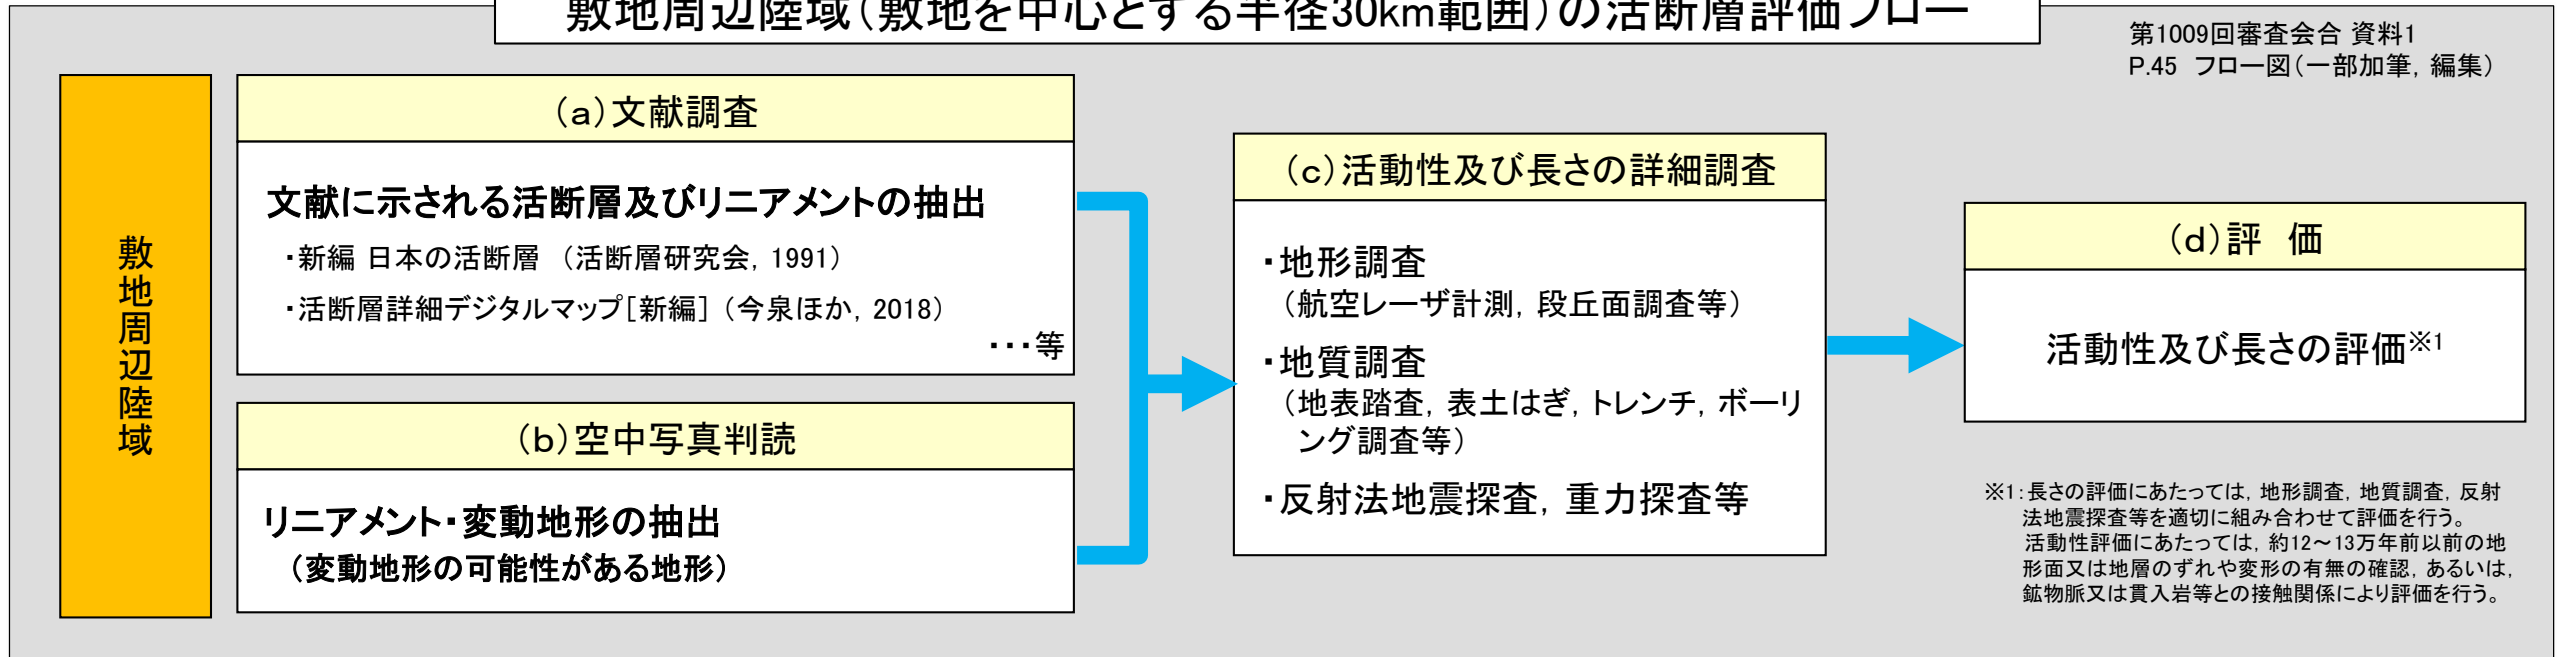 敷地周辺陸域（敷地を中心とする半径30km範囲）の活断層評価フロー
第1009回審査会合 資料1
P.45 フロー図（一部加筆，編集）
敷地周辺陸域
（a）文献調査
文献に示される活断層及びリニアメントの抽出
・新編 日本の活断層 （活断層研究会，1991）
・活断層詳細デジタルマップ［新編］（今泉ほか，2018）
・・・等
（b）空中写真判読
リニアメント・変動地形の抽出
（変動地形の可能性がある地形）
（c）活動性及び長さの詳細調査
・地形調査
（航空レーザ計測，段丘面調査等）
・地質調査
（地表踏査，表土はぎ，トレンチ，ボーリ
ング調査等）
・反射法地震探査，重力探査等
（d）評 価
活動性及び長さの評価※1
※1：長さの評価にあたっては，地形調査，地質調査，反射
法地震探査等を適切に組み合わせて評価を行う。
活動性評価にあたっては，約12～13万年前以前の地
形面又は地層のずれや変形の有無の確認，あるいは，
鉱物脈又は貫入岩等との接触関係により評価を行う。